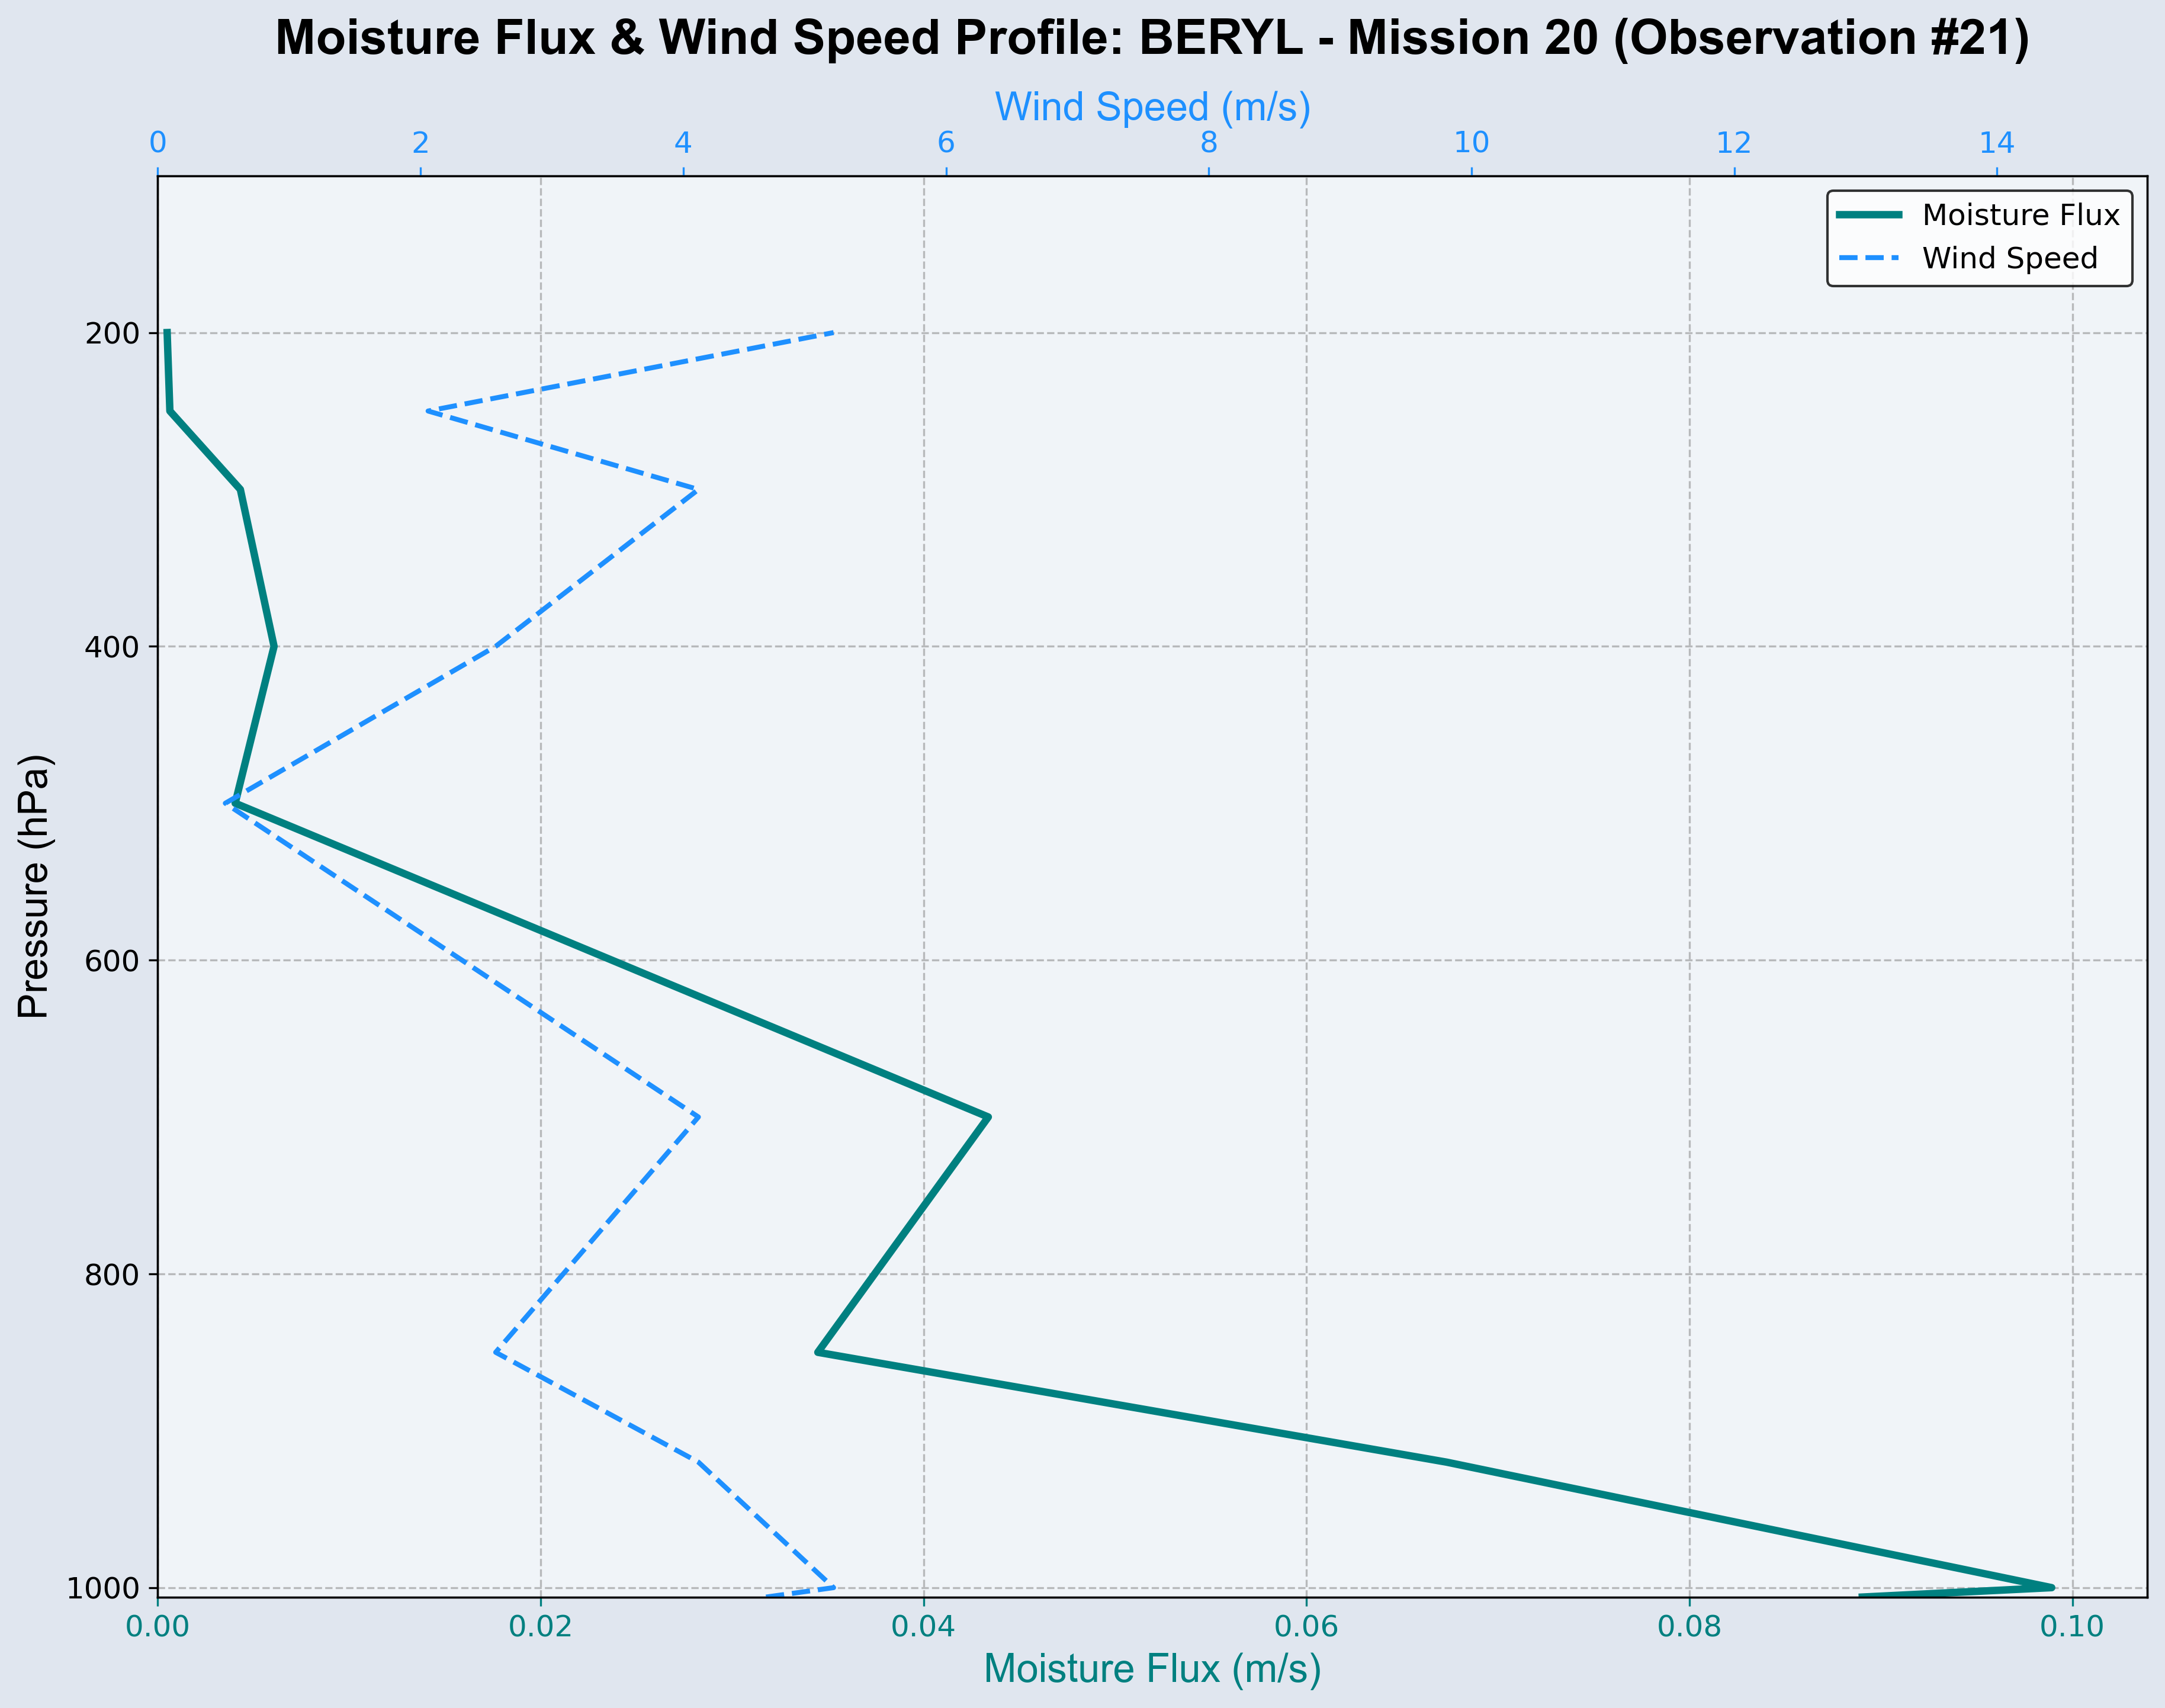 Moisture Flux & Wind Speed Profile: BERYL - Mission 20 (Observation #21)
Wind Speed (m/s)
0 2 4 6 8 10 12 14
Moisture Flux
Wind Speed
200
400
600
800
1000
Pressure (hPa)
0.00 0.02 0.04 0.06 0.08 0.10
Moisture Flux (m/s)